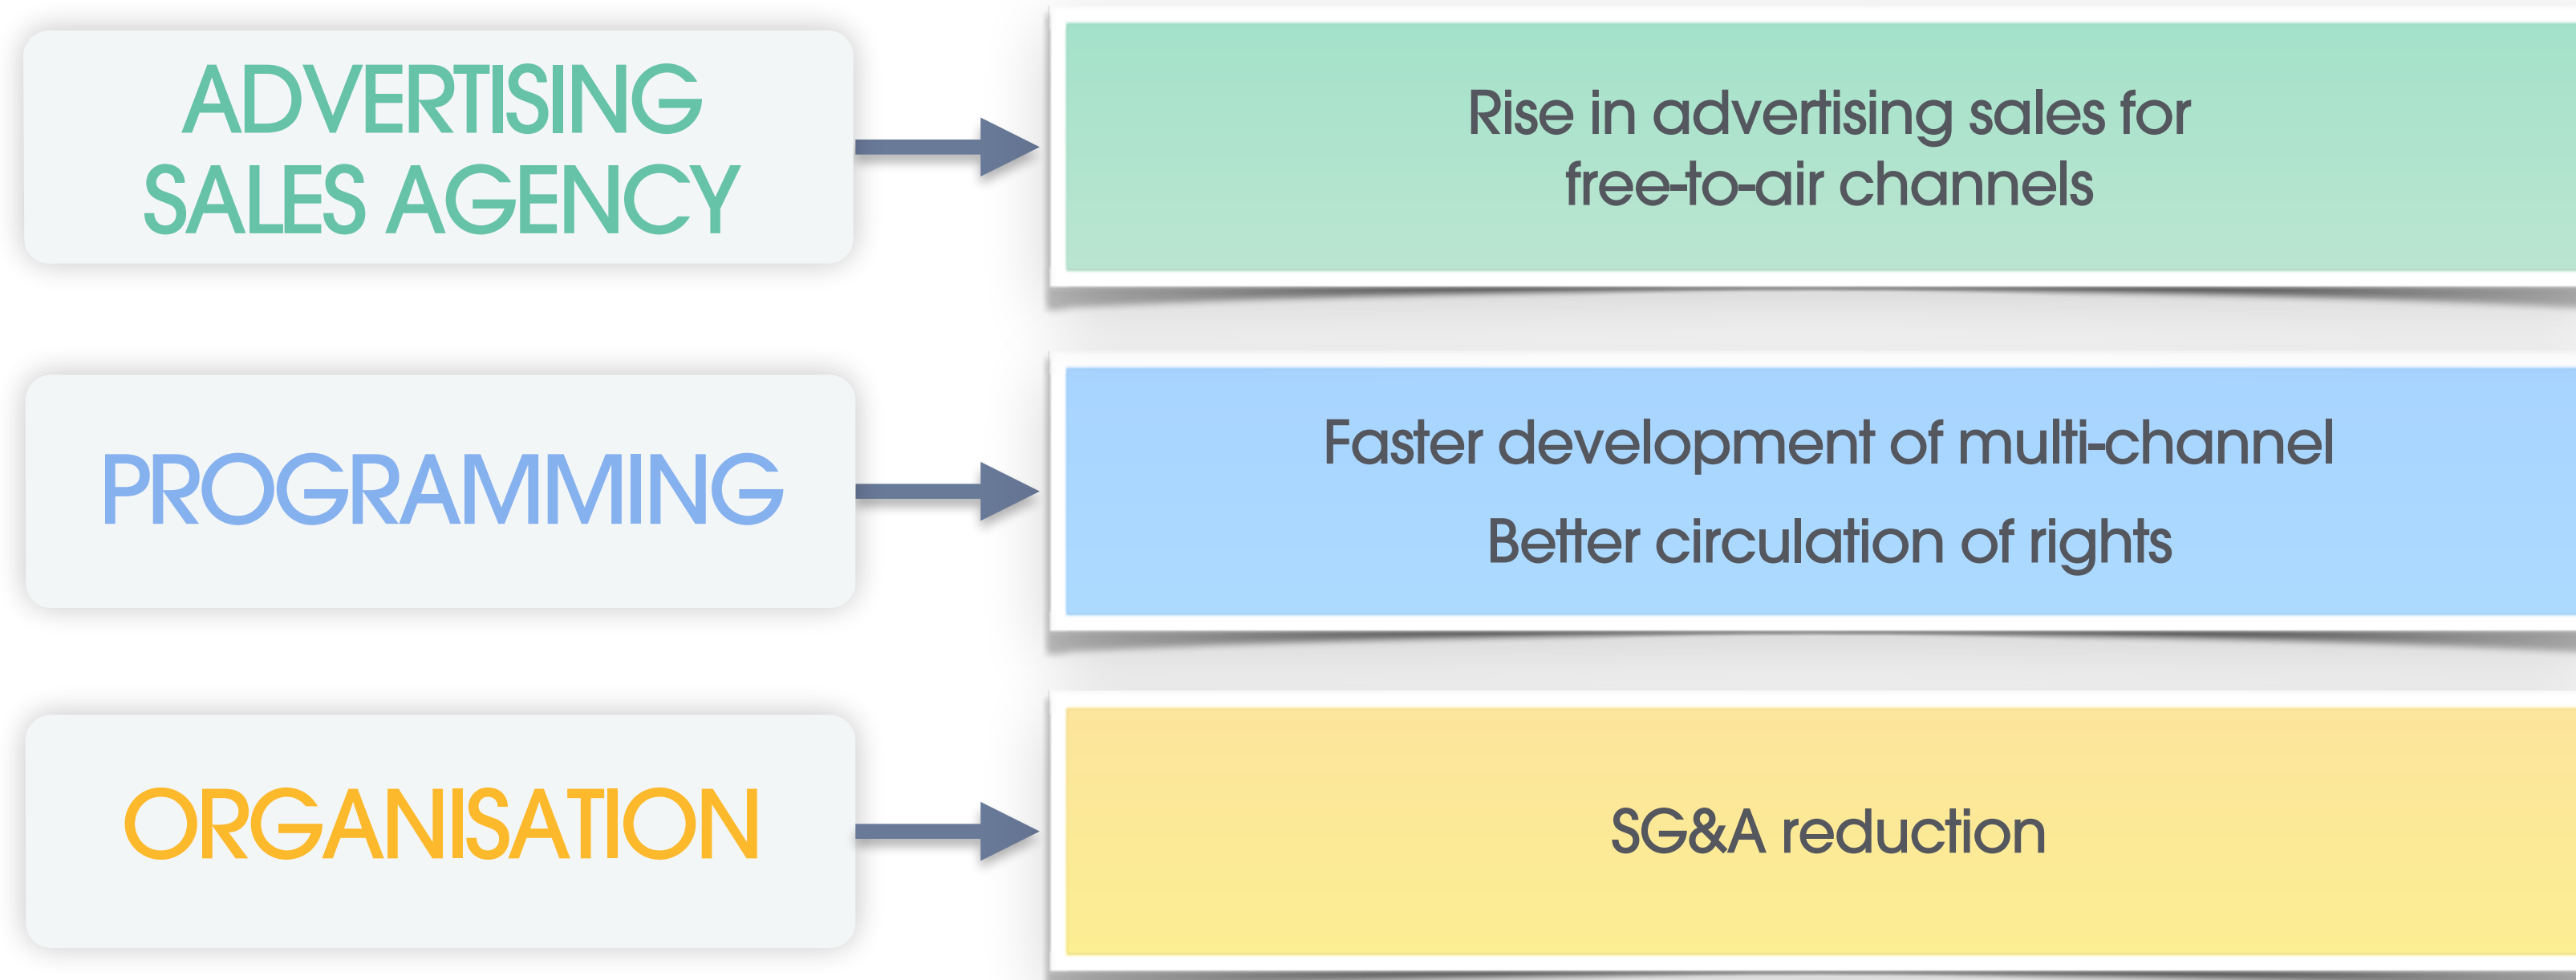 ADVERTISING
SALES AGENCY
Rise in advertising sales for
free-to-air channels
PROGRAMMING
Faster development of multi-channel
Better circulation of rights
ORGANISATION
SG&A reduction